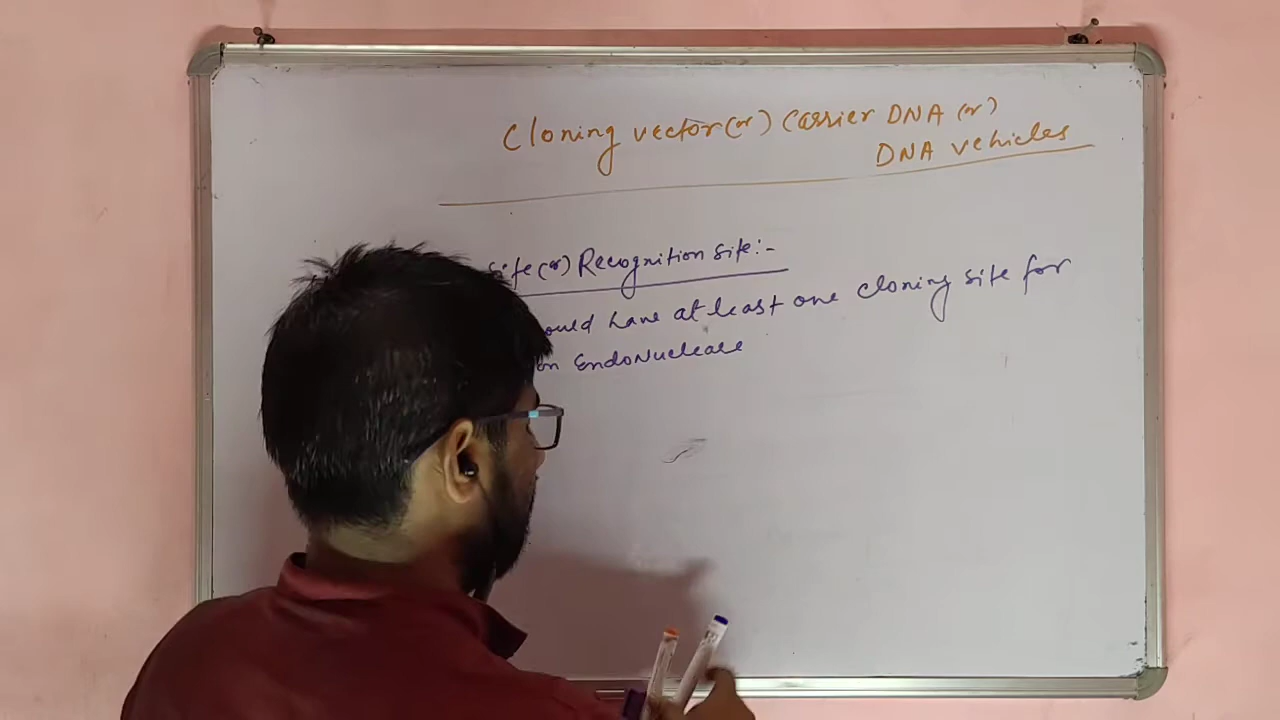 Cloning vector (or) Carrier DNA (or)
DNA vehicles
site (or) Recognition site:-
ould have at least one cloning site for
on EndoNuclease